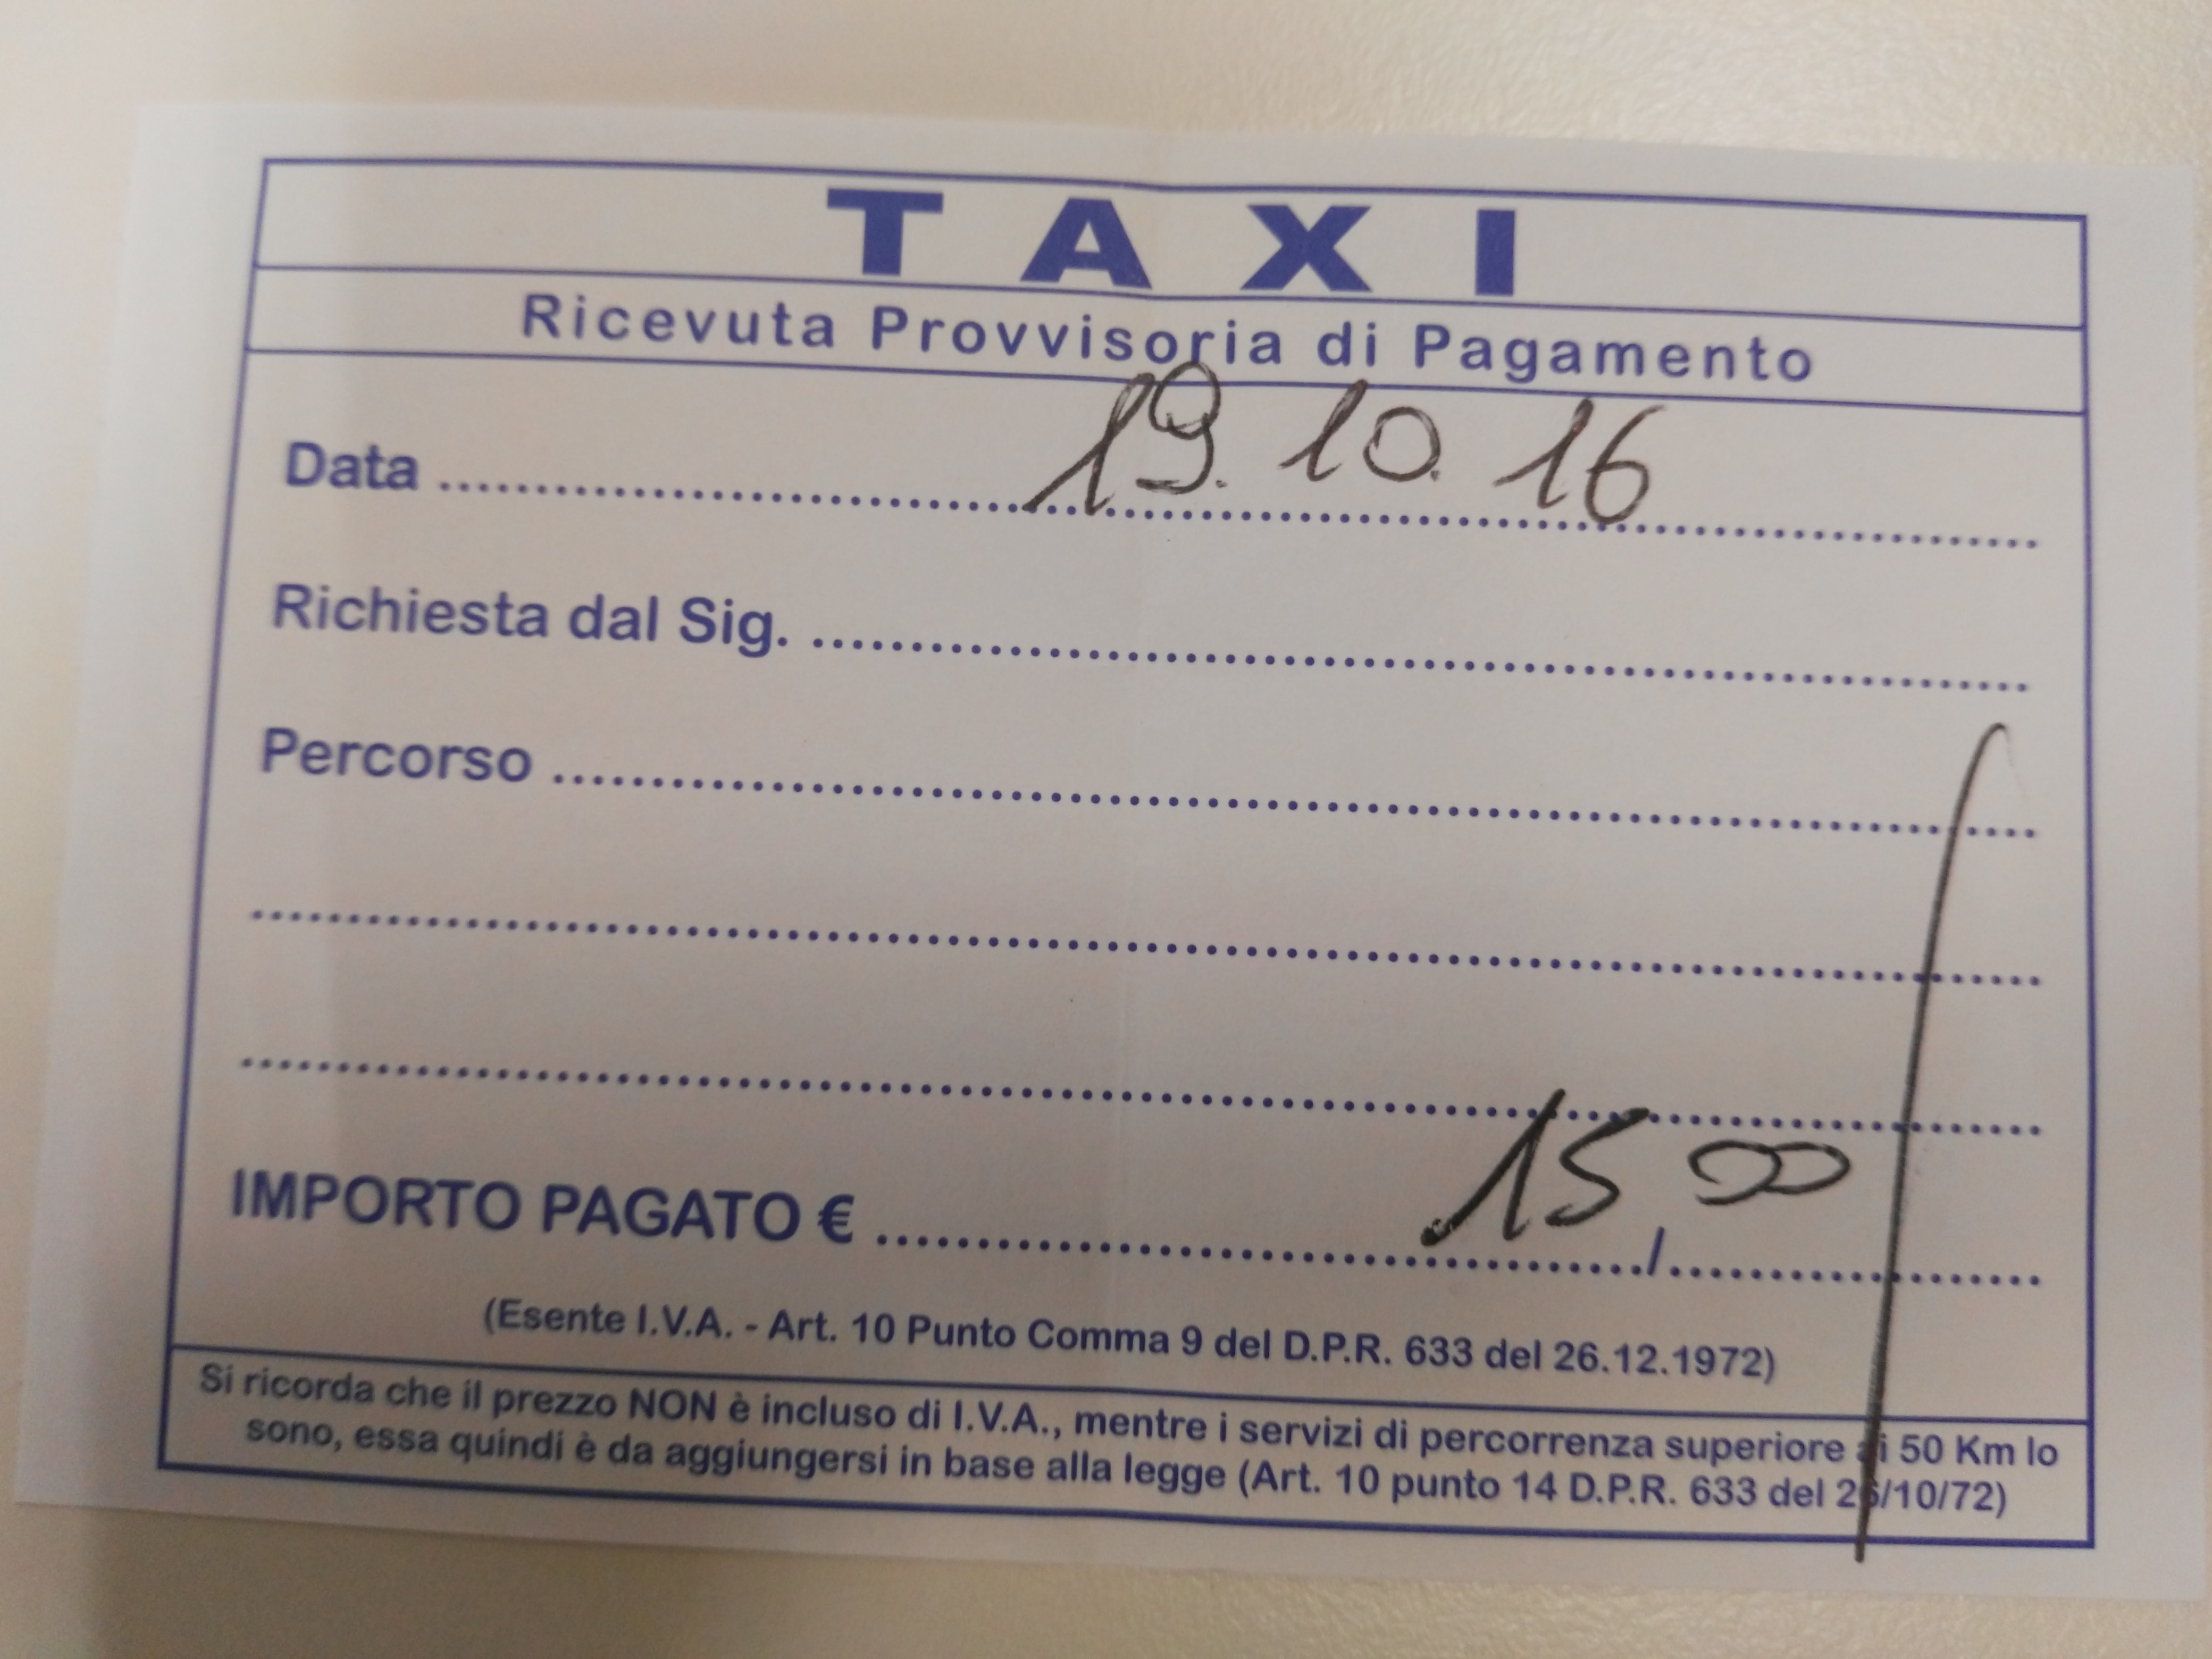 TAXI
Ricevuta Provvisoria di Pagamento
Data ........ 19.10.16
Richiesta dal Sig. ........
Percorso ........
IMPORTO PAGATO € ........ 15,00
(Esente I.V.A. - Art. 10 Punto Comma 9 del D.P.R. 633 del 26.12.1972)
Si ricorda che il prezzo NON è incluso di I.V.A., mentre i servizi di percorrenza superiore ai 50 Km lo
sono, essa quindi è da aggiungersi in base alla legge (Art. 10 punto 14 D.P.R. 633 del 26/10/72)